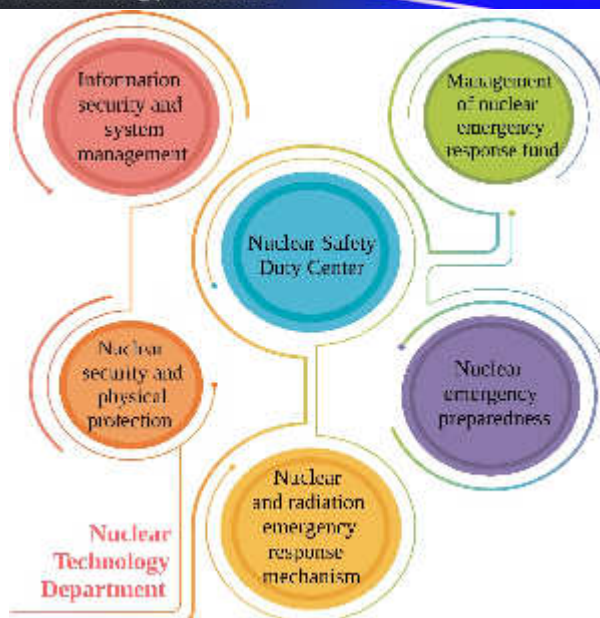 Information
security and
system
management
Management
of nuclear
emergency
response fund
Nuclear Safety
Duty Center
Nuclear
security and
physical
protection
Nuclear
emergency
preparedness
Nuclear
and radiation
emergency
response
mechanism
Nuclear
Technology
Department